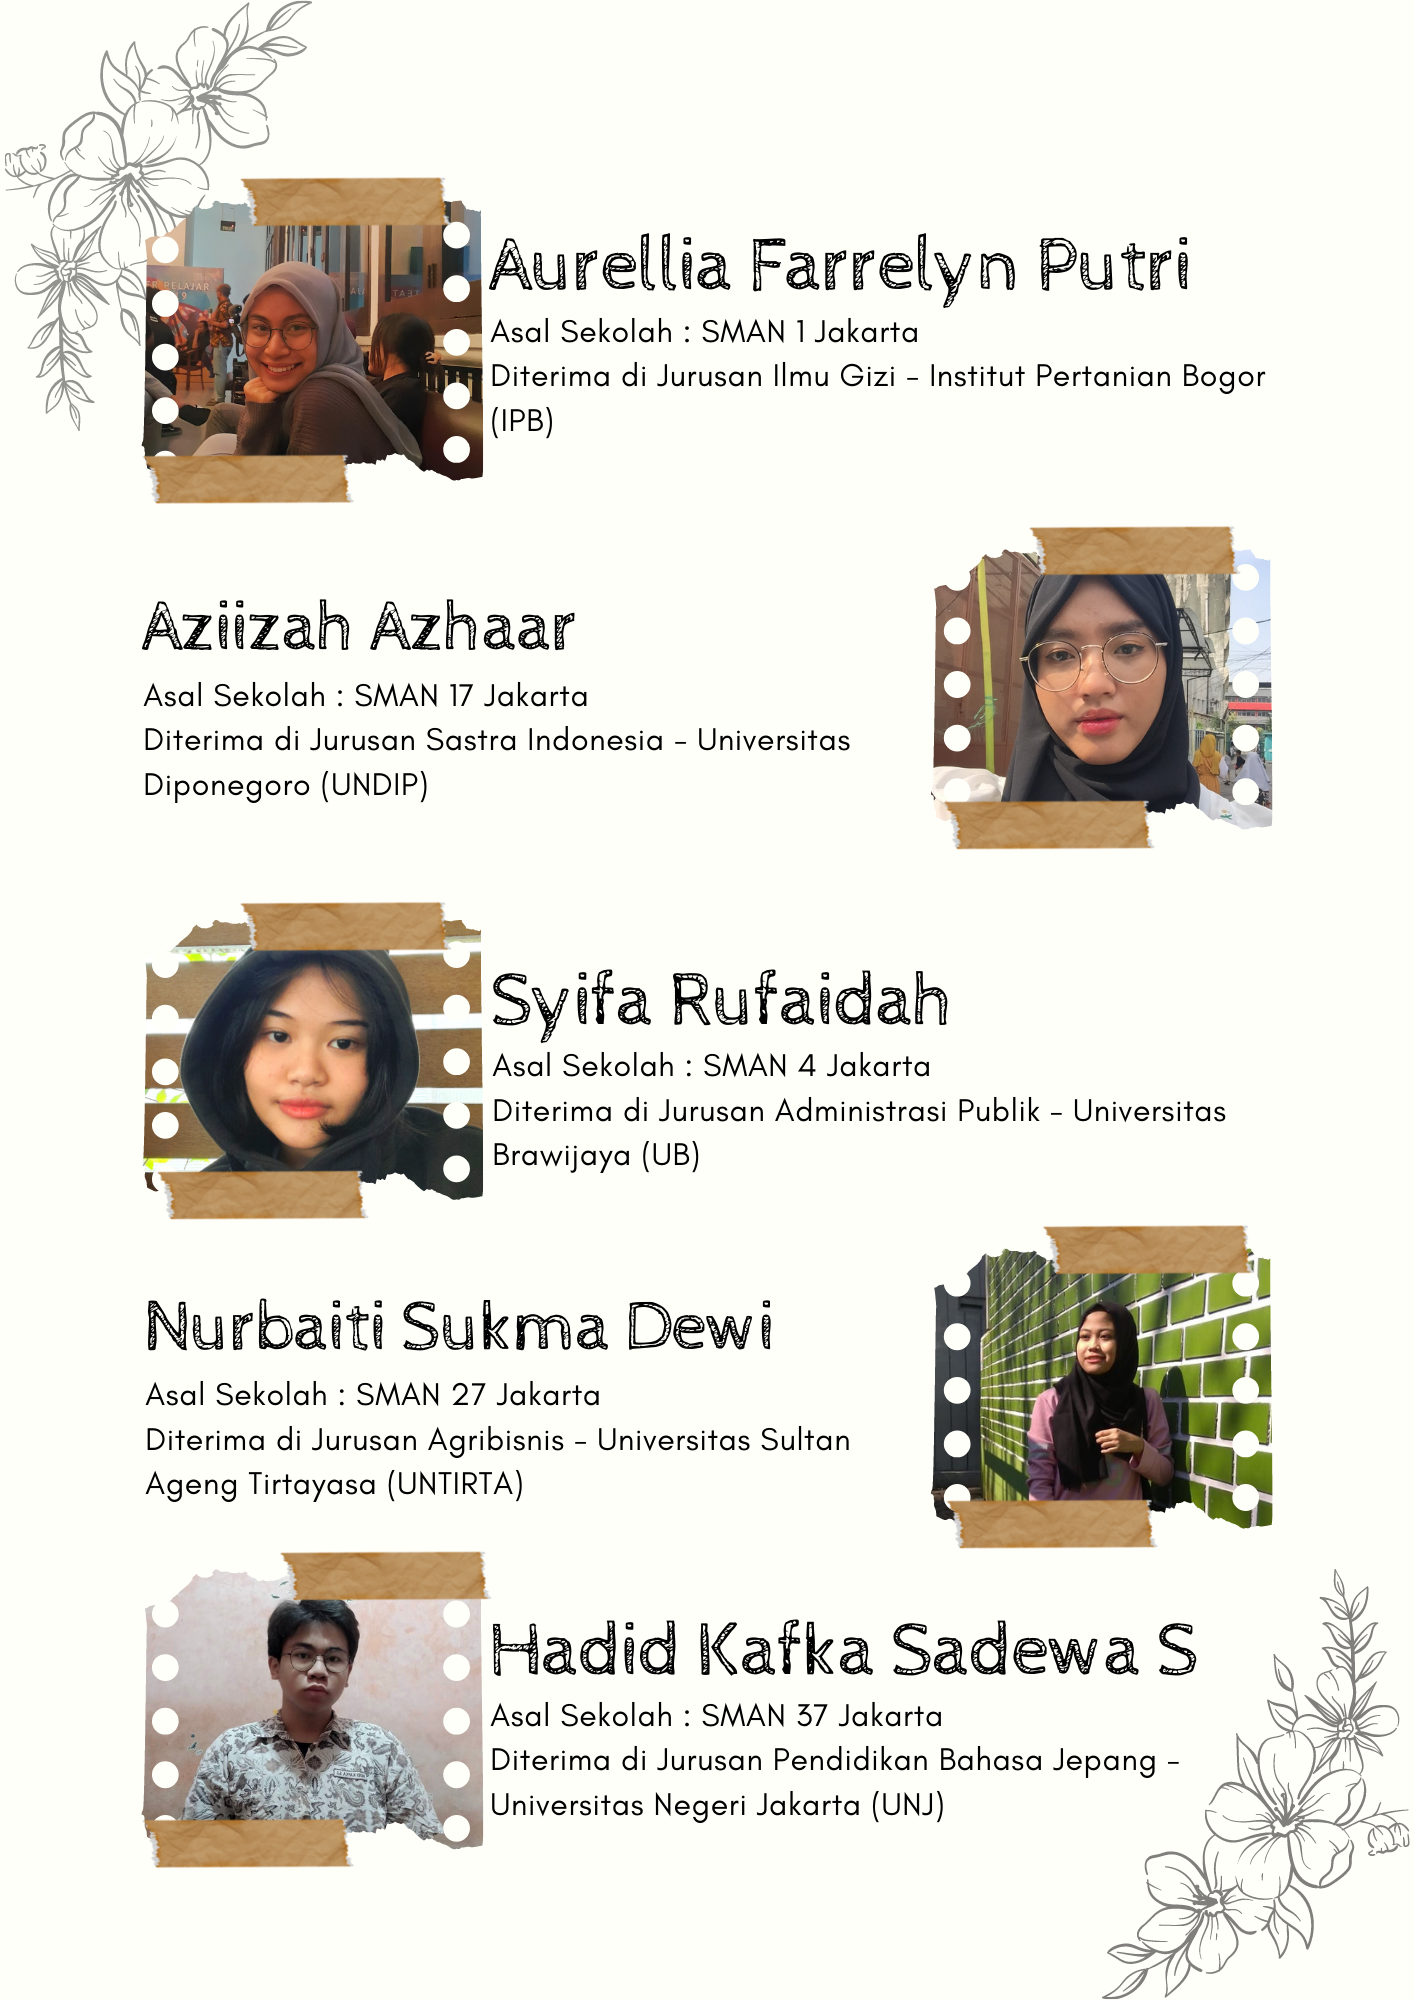 ER PELAJAR
Aurellia Farrelyn Putri
Asal Sekolah : SMAN 1 Jakarta
Diterima di Jurusan Ilmu Gizi - Institut Pertanian Bogor
(IPB)
Aziizah Azhaar
Asal Sekolah : SMAN 17 Jakarta
Diterima di Jurusan Sastra Indonesia - Universitas
Diponegoro (UNDIP)
Syifa Rufaidah
Asal Sekolah : SMAN 4 Jakarta
Diterima di Jurusan Administrasi Publik - Universitas
Brawijaya (UB)
Nurbaiti Sukma Dewi
Asal Sekolah : SMAN 27 Jakarta
Diterima di Jurusan Agribisnis - Universitas Sultan
Ageng Tirtayasa (UNTIRTA)
Hadid Kafka Sadewa S
Asal Sekolah : SMAN 37 Jakarta
Diterima di Jurusan Pendidikan Bahasa Jepang -
Universitas Negeri Jakarta (UNJ)